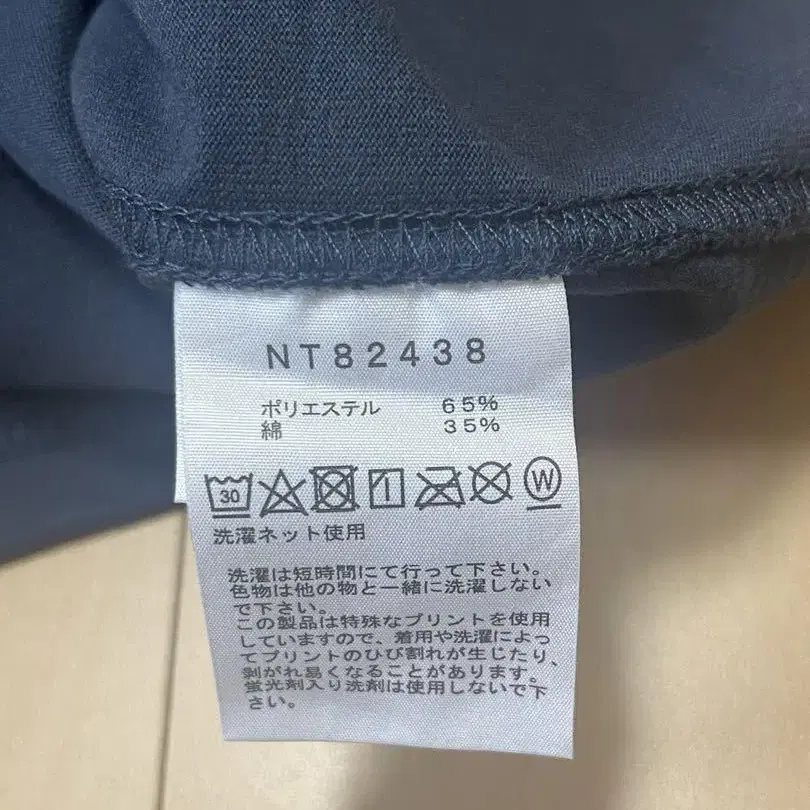 NT82438
ポリエステル 65%
綿 35%
30 W
洗濯ネット使用
洗濯は短時間にて行って下さい。
色物は他の物と一緒に洗濯しない
で下さい。
この製品は特殊なプリントを使用
していますので、着用や洗濯によっ
てプリントのひび割れが生じたり、
剥がれ易くなることがあります。
蛍光剤入り洗剤は使用しないで下
さい。